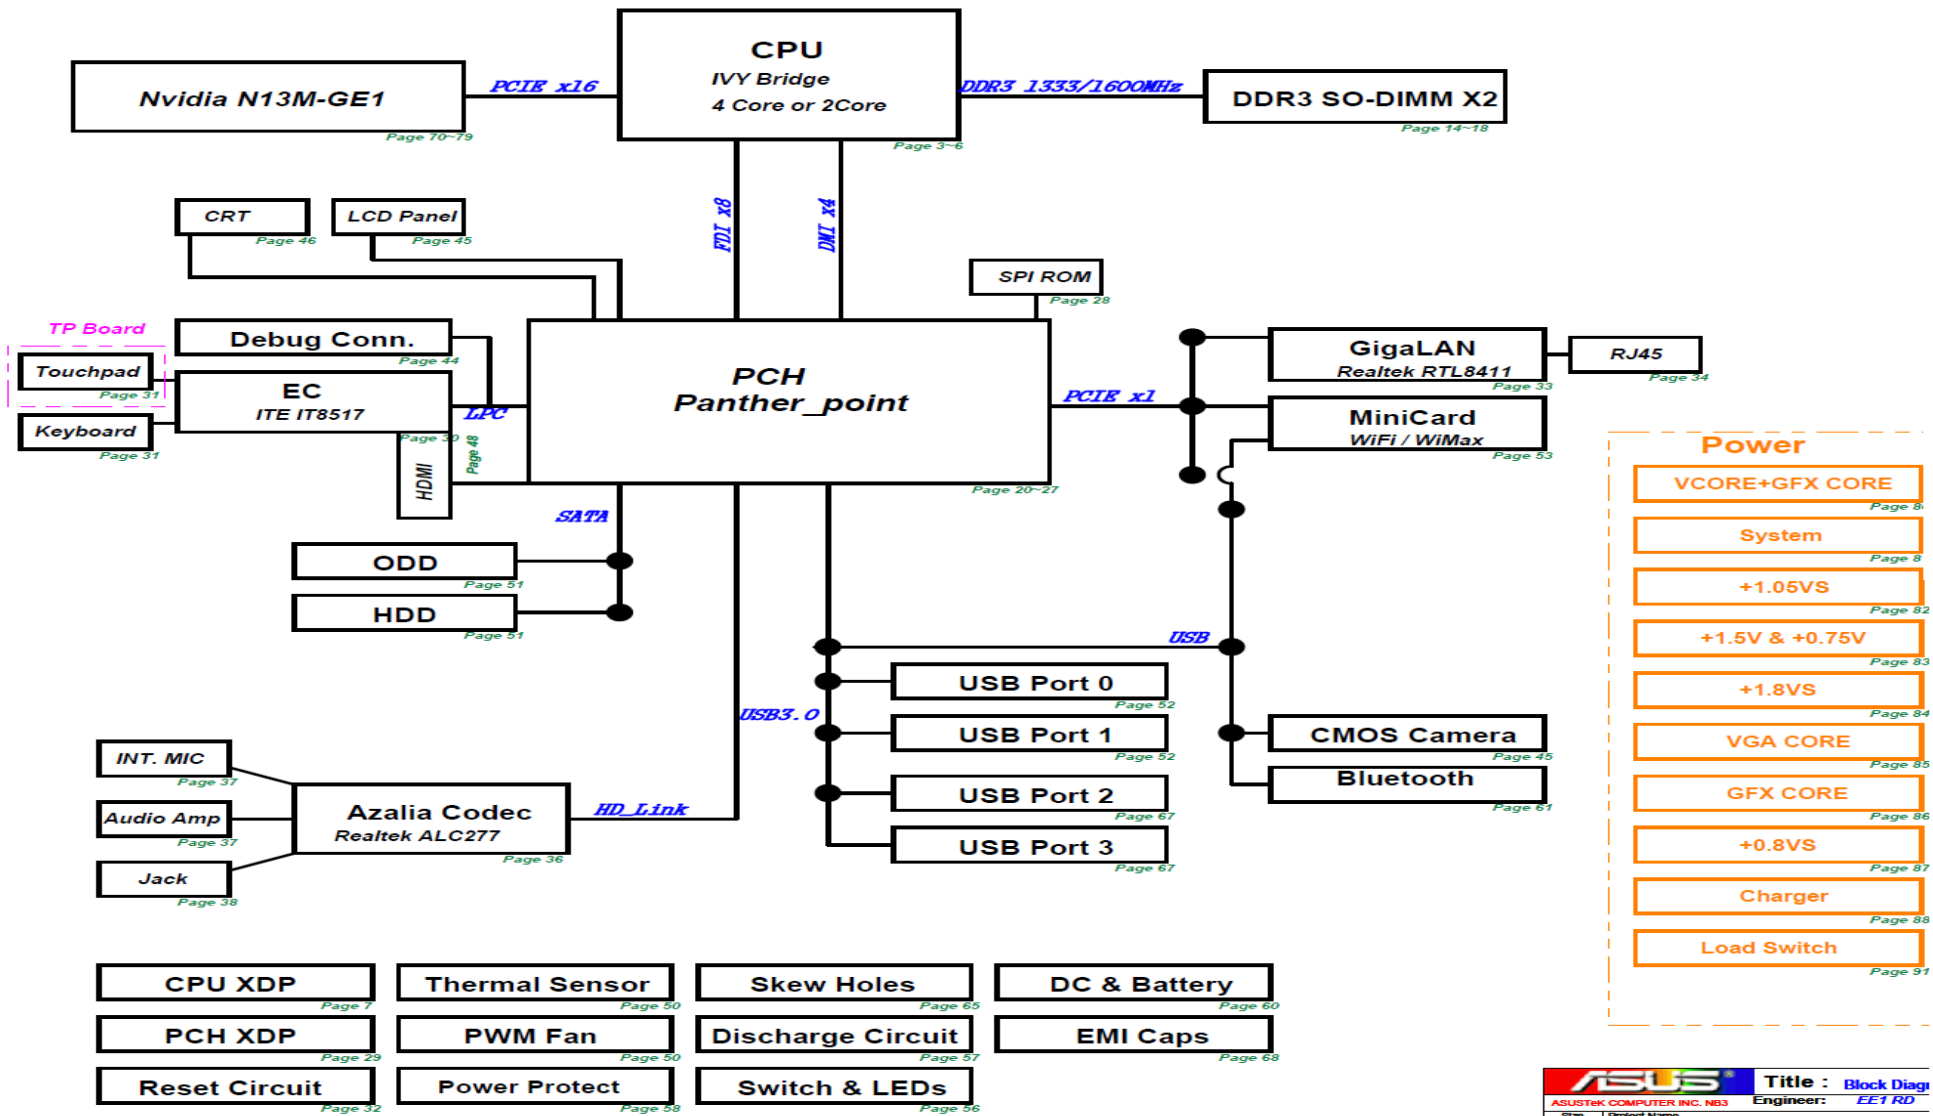 CPU
IVY Bridge
4 Core or 2Core
Page 3~6
Nvidia N13M-GE1
Page 70~79
PCIE x16
DDR3 1333/1600MHz
DDR3 SO-DIMM X2
Page 14~18
FDI x8
DMI x4
CRT
Page 46
LCD Panel
Page 45
SPI ROM
Page 28
TP Board
Touchpad
Page 31
Keyboard
Page 31
Debug Conn.
Page 44
EC
ITE IT8517
Page 30
LPC
HDMI
Page 48
PCH
Panther_point
Page 20~27
PCIE x1
GigaLAN
Realtek RTL8411
Page 33
RJ45
Page 34
MiniCard
WiFi / WiMax
Page 53
SATA
ODD
Page 51
HDD
Page 51
USB
USB3.0
USB Port 0
Page 52
USB Port 1
Page 52
USB Port 2
Page 67
USB Port 3
Page 67
CMOS Camera
Page 45
Bluetooth
Page 61
INT. MIC
Page 37
Audio Amp
Page 37
Jack
Page 38
Azalia Codec
Realtek ALC277
Page 36
HD_Link
Power
VCORE+GFX CORE
Page
System
Page 8
+1.05VS
Page 82
+1.5V & +0.75V
Page 83
+1.8VS
Page 84
VGA CORE
Page 85
GFX CORE
Page 86
+0.8VS
Page 87
Charger
Page 88
Load Switch
Page 91
CPU XDP
Page 7
Thermal Sensor
Page 50
Skew Holes
Page 65
DC & Battery
Page 60
PCH XDP
Page 29
PWM Fan
Page 50
Discharge Circuit
Page 57
EMI Caps
Page 68
Reset Circuit
Page 32
Power Protect
Page 58
Switch & LEDs
Page 56
ASUS
Title : Block Diagr
ASUSTeK COMPUTER INC. NB3
Engineer: EE1 RD
Size
Project Name